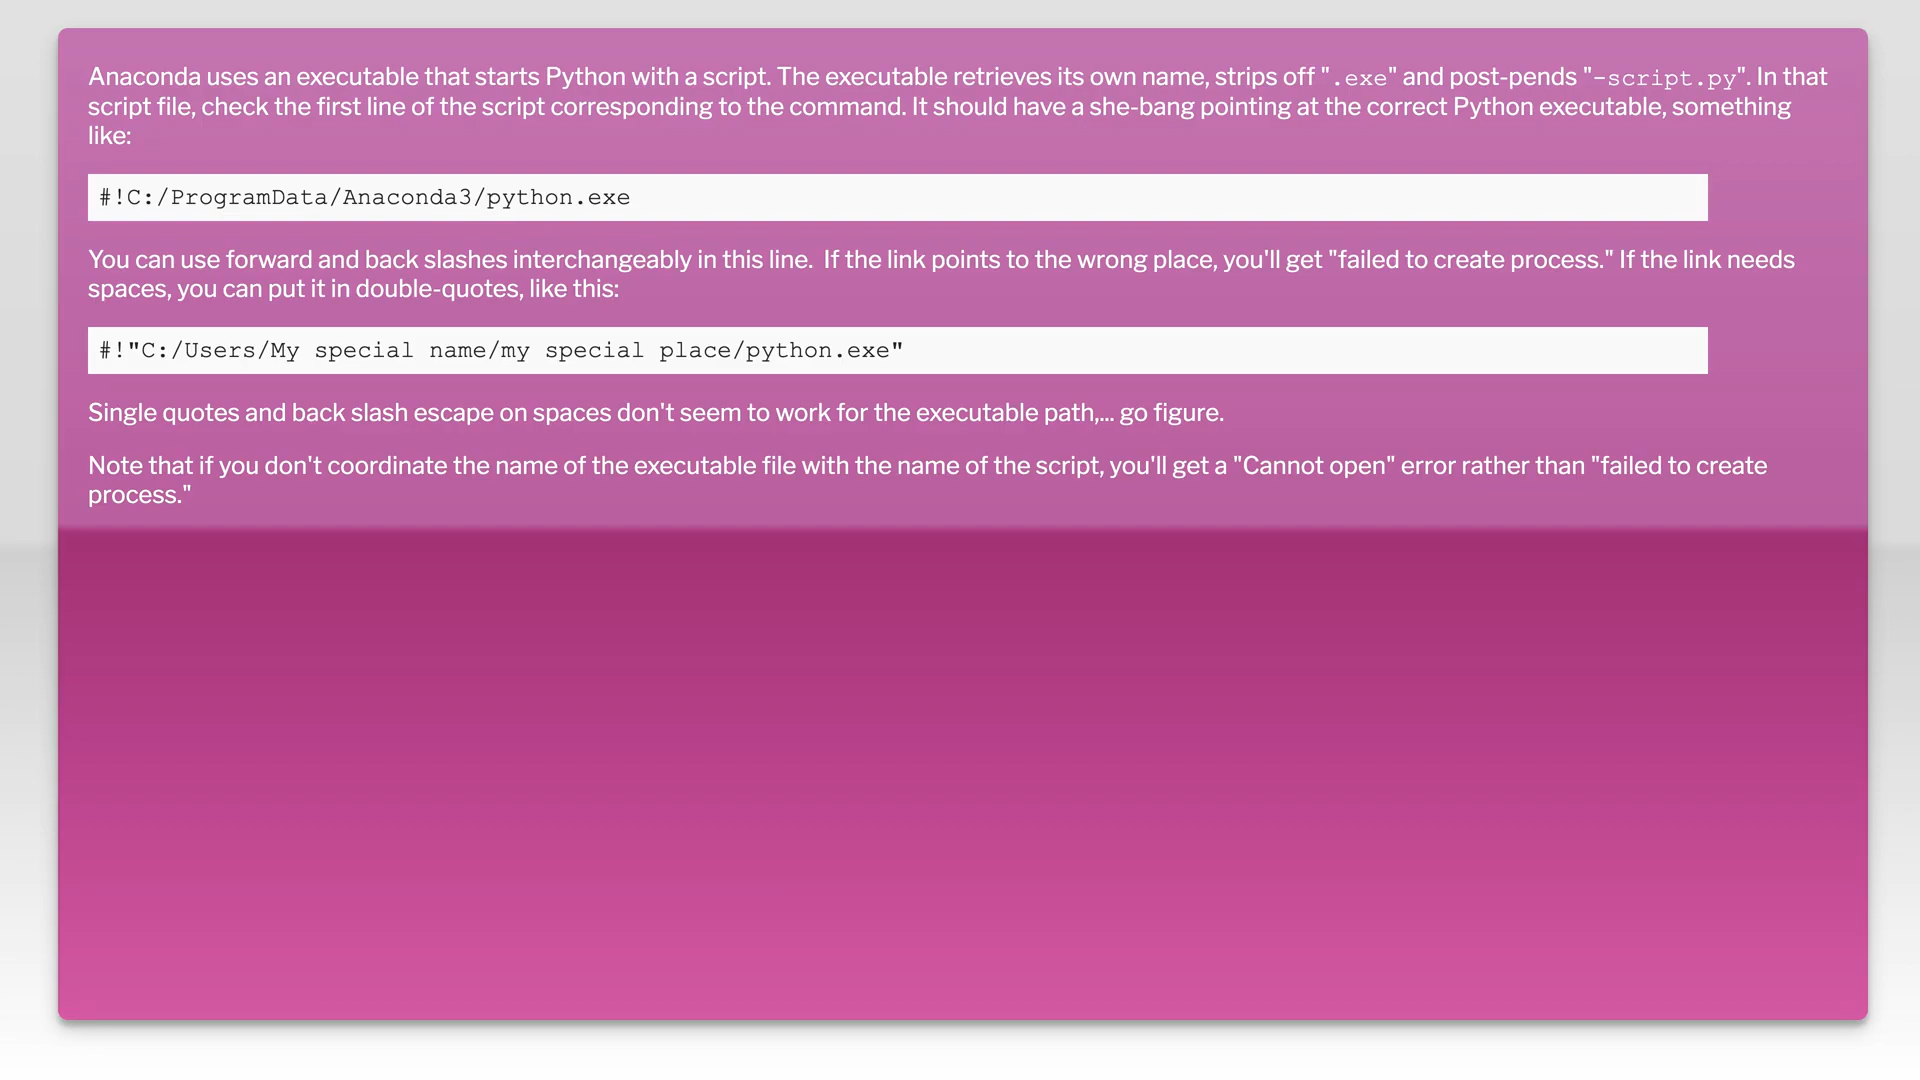 Anaconda uses an executable that starts Python with a script. The executable retrieves its own name, strips off ".exe" and post-pends "-script.py". In that
script file, check the first line of the script corresponding to the command. It should have a she-bang pointing at the correct Python executable, something
like:
#!C:/ProgramData/Anaconda3/python.exe
You can use forward and back slashes interchangeably in this line.  If the link points to the wrong place, you'll get "failed to create process." If the link needs
spaces, you can put it in double-quotes, like this:
#!"C:/Users/My special name/my special place/python.exe"
Single quotes and back slash escape on spaces don't seem to work for the executable path,... go figure.
Note that if you don't coordinate the name of the executable file with the name of the script, you'll get a "Cannot open" error rather than "failed to create
process."